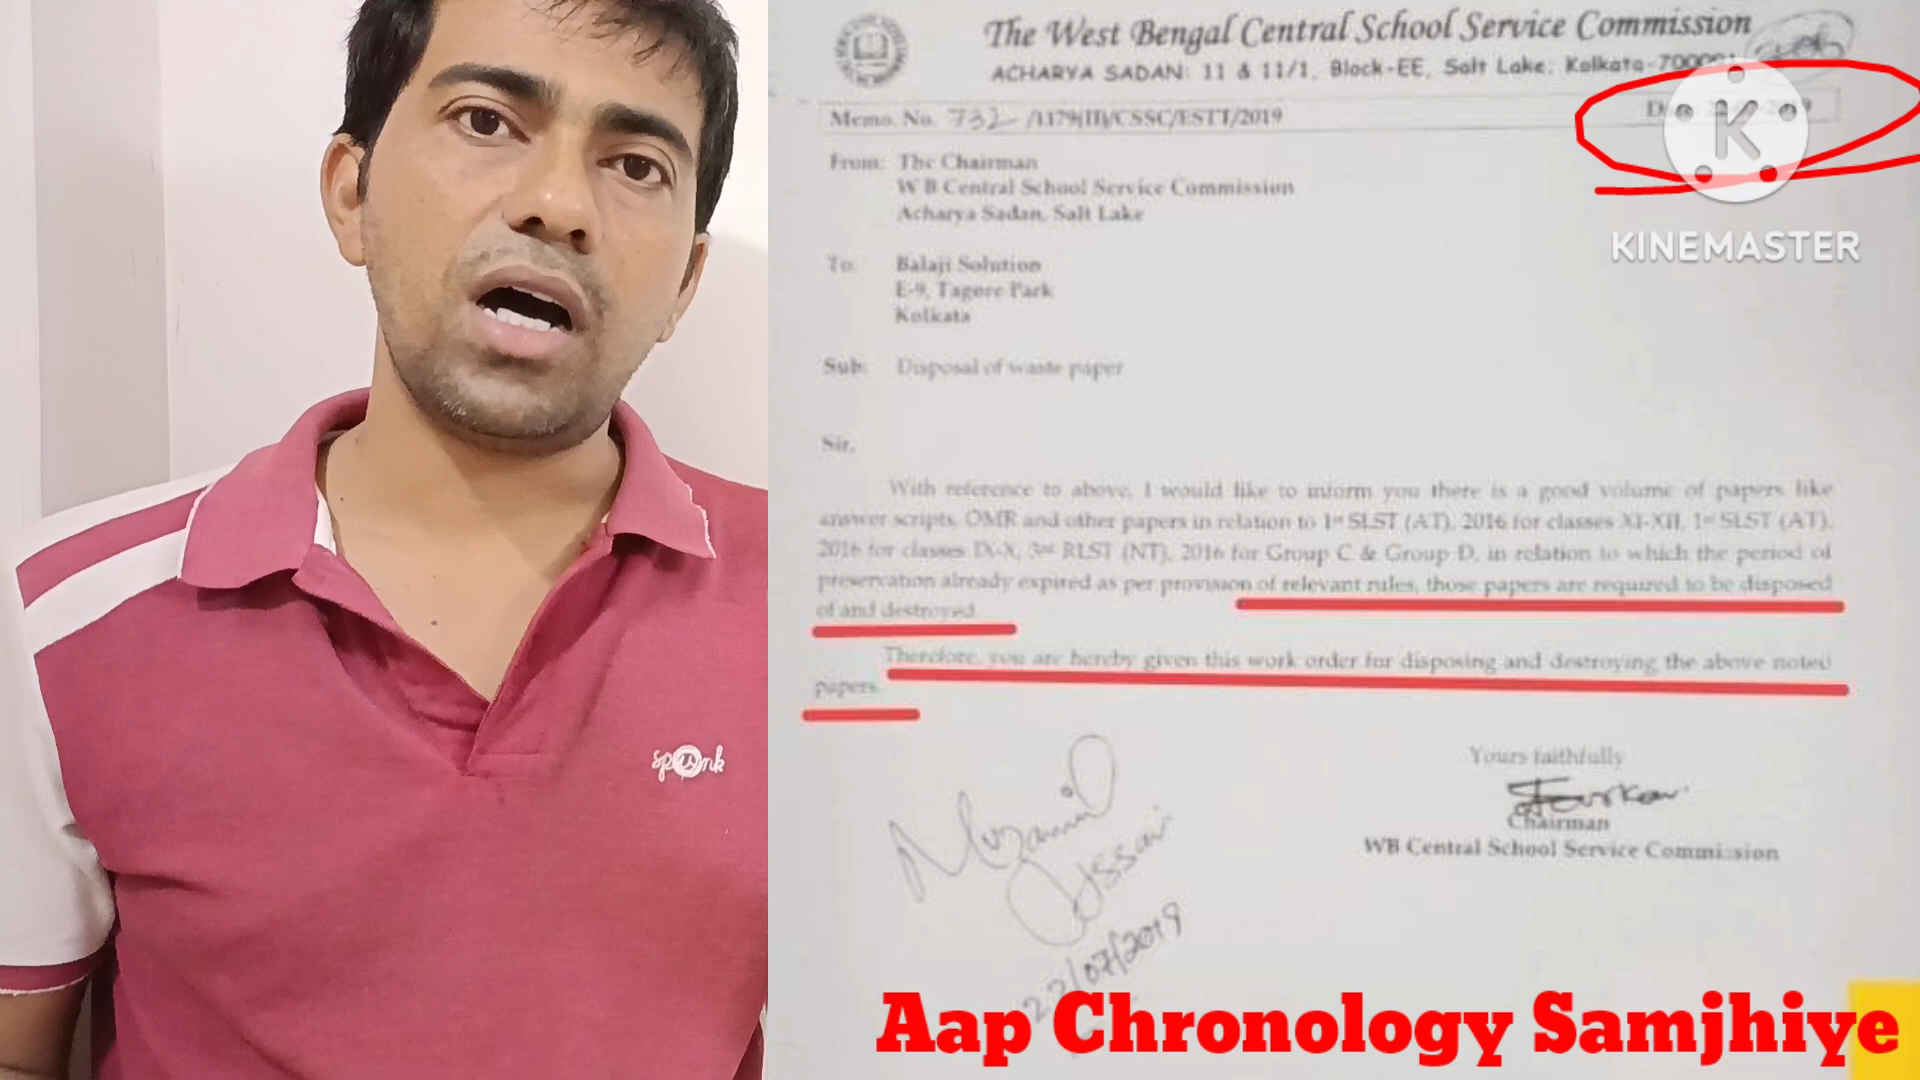 The West Bengal Central School Service Commission
ACHARYA SADAN: 11 & 11/1, Block-EE, Salt Lake, Kolkata-700091
Memo. No. 732 /1179(III)/CSSC/ESTT/2019
From: The Chairman
W B Central School Service Commission
Acharya Sadan, Salt Lake
K
KINEMASTER
To: Balaji Solution
E-9, Tagore Park
Kolkata
Sub: Disposal of waste paper
Sir,
With reference to above, I would like to inform you there is a good volume of papers like
answer scripts, OMR and other papers in relation to 1st SLST (AT), 2016 for classes XI-XII, 1st SLST (AT),
2016 for classes IX-X, 3rd RLST (NT), 2016 for Group C & Group D, in relation to which the period of
preservation already expired as per provision of relevant rules, those papers are required to be disposed
of and destroyed
Therefore, you are hereby given this work order for disposing and destroying the above noted
papers.
Yours faithfully
Chairman
WB Central School Service Commission
22/07/2019
spunk
Aap Chronology Samjhiye